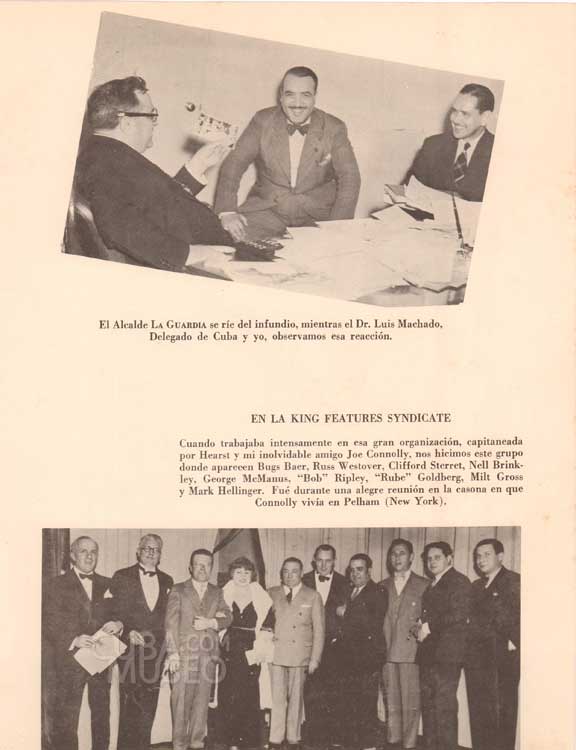 El Alcalde LA GUARDIA se ríe del infundio, mientras el Dr. Luis Machado,
Delegado de Cuba y yo, observamos esa reacción.
EN LA KING FEATURES SYNDICATE
Cuando trabajaba intensamente en esa gran organización, capitaneada
por Hearst y mi inolvidable amigo Joe Connolly, nos hicimos este grupo
donde aparecen Bugs Baer, Russ Westover, Clifford Sterret, Nell Brink-
ley, George McManus, "Bob" Ripley, "Rube" Goldberg, Milt Gross
y Mark Hellinger. Fué durante una alegre reunión en la casona en que
Connolly vivía en Pelham (New York).
CUBA.COM
MUSEO